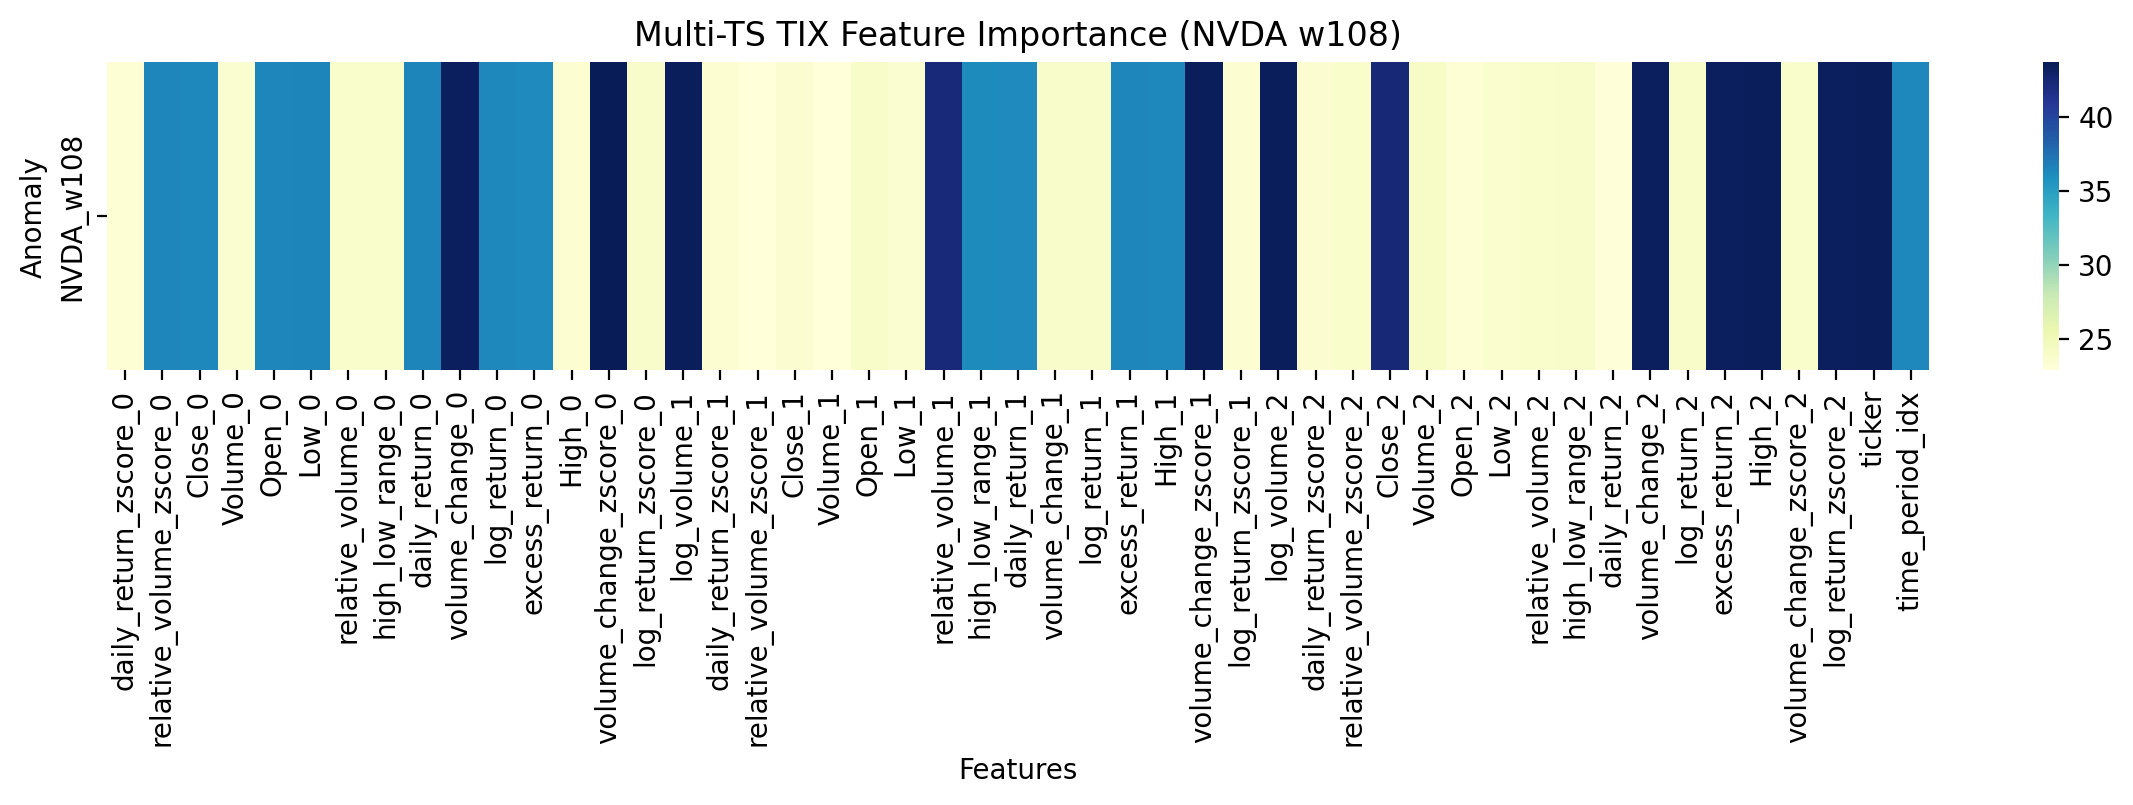 Multi-TS TIX Feature Importance (NVDA w108)
Anomaly
NVDA_w108
40
35
30
25
daily_return_zscore_0
relative_volume_zscore_0
Close_0
Volume_0
Open_0
Low_0
relative_volume_0
high_low_range_0
daily_return_0
volume_change_0
log_return_0
excess_return_0
High_0
volume_change_zscore_0
log_return_zscore_0
log_volume_1
daily_return_zscore_1
relative_volume_zscore_1
Close_1
Volume_1
Open_1
Low_1
relative_volume_1
high_low_range_1
daily_return_1
volume_change_1
log_return_1
excess_return_1
High_1
volume_change_zscore_1
log_return_zscore_1
log_volume_2
daily_return_zscore_2
relative_volume_zscore_2
Close_2
Volume_2
Open_2
Low_2
relative_volume_2
high_low_range_2
daily_return_2
volume_change_2
log_return_2
excess_return_2
High_2
volume_change_zscore_2
log_return_zscore_2
ticker
time_period_idx
Features